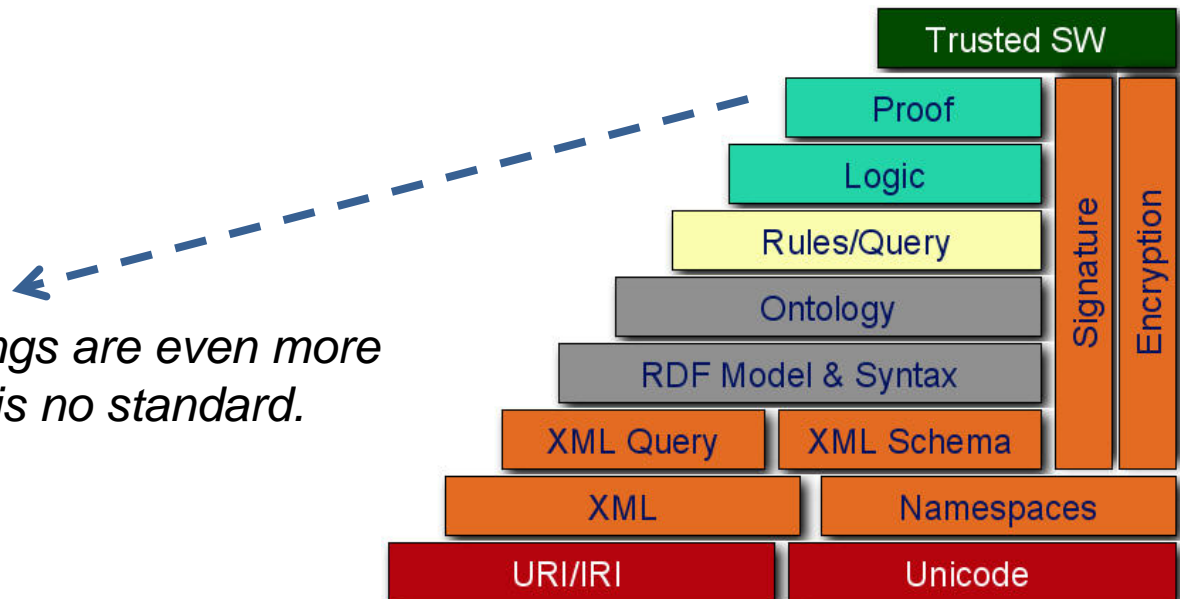 Trusted SW
Proof
Logic
Rules/Query
Ontology
RDF Model & Syntax
XML Query XML Schema
Signature
Encryption
XML Namespaces
URI/IRI Unicode
are even more
is no standard.